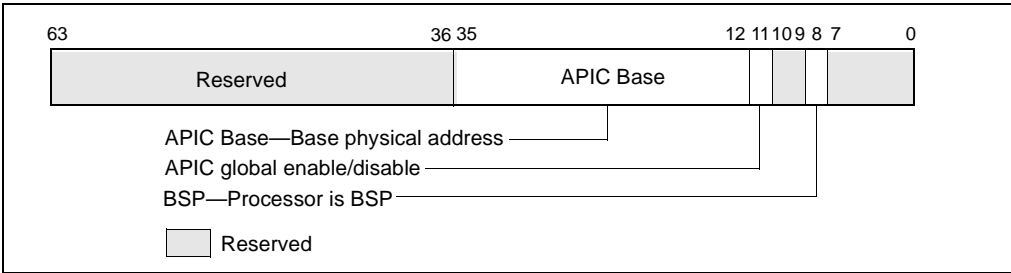 63 36 35 12 11 10 9 8 7 0
Reserved APIC Base
APIC Base—Base physical address
APIC global enable/disable
BSP—Processor is BSP
Reserved